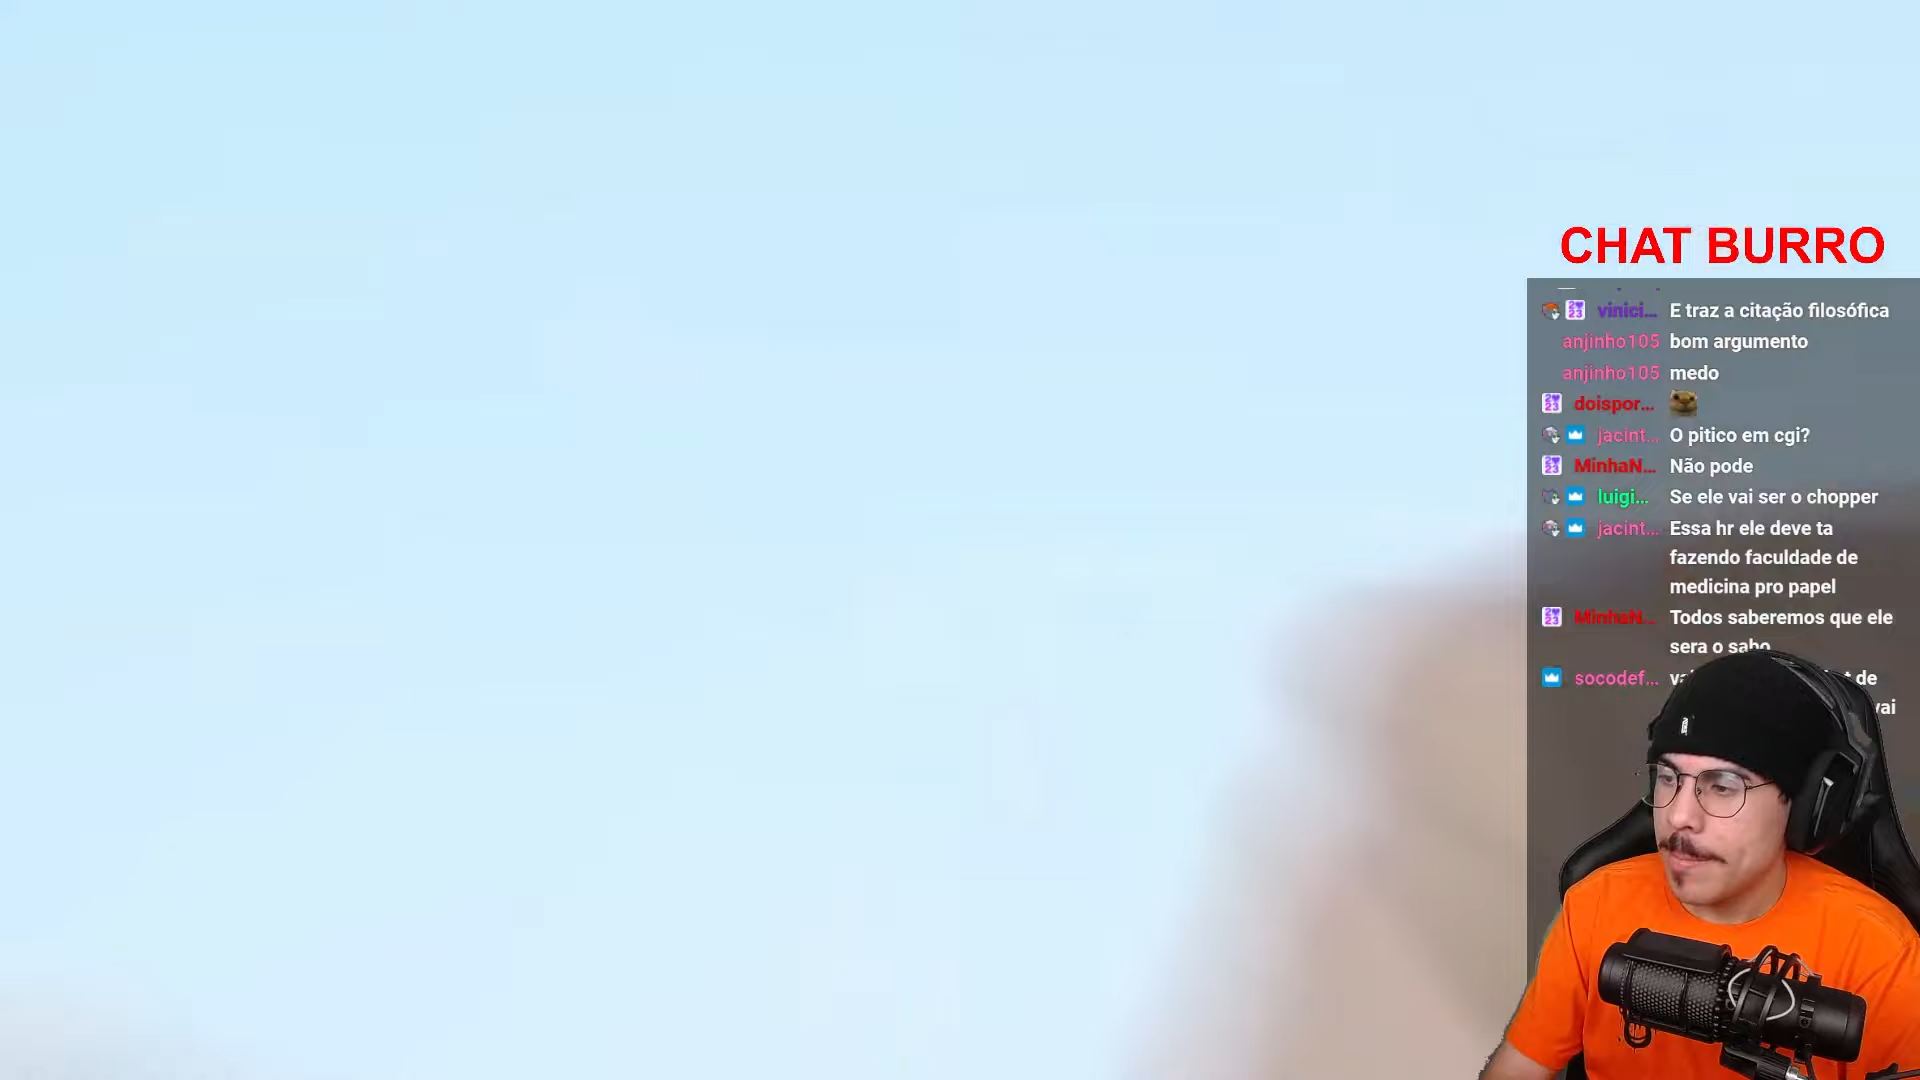 CHAT BURRO
vinici... E traz a citação filosófica
anjinho105 bom argumento
anjinho105 medo
doispor...
jacint... O pitico em cgi?
MinhaN... Não pode
luigi... Se ele vai ser o chopper
jacint... Essa hr ele deve ta
fazendo faculdade de
medicina pro papel
MinhaN... Todos saberemos que ele
sera o sabo
socodef... de
vai